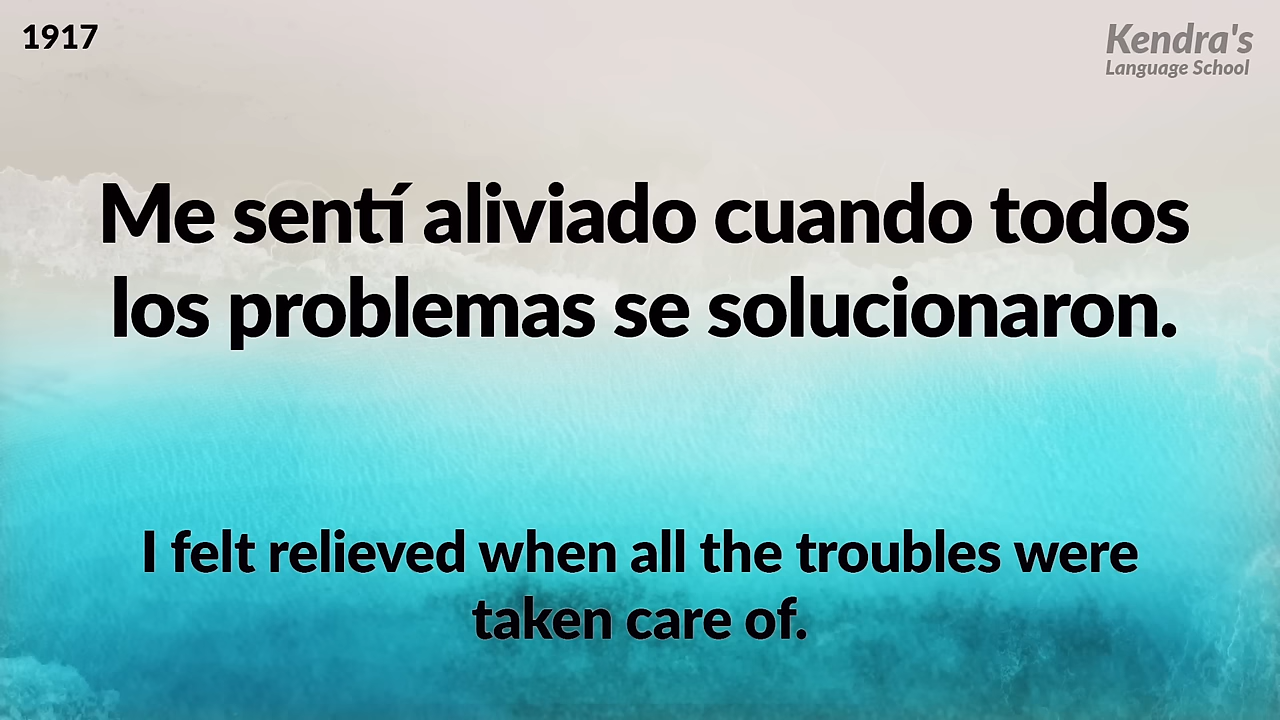 1917
Kendra's
Language School
Me sentí aliviado cuando todos
los problemas se solucionaron.
I felt relieved when all the troubles were
taken care of.